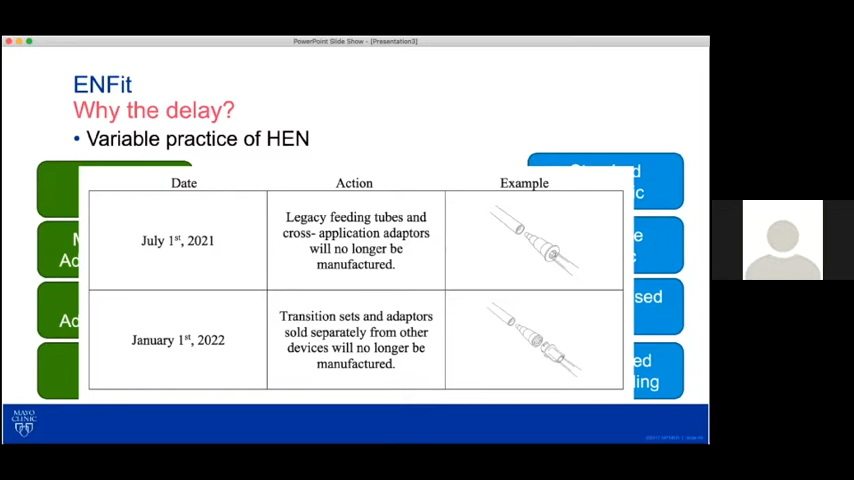 PowerPoint Slide Show - [Presentation3]
ENFit
Why the delay?
• Variable practice of HEN
Date Action Example
July 1st, 2021
Legacy feeding tubes and
cross- application adaptors
will no longer be
manufactured.
January 1st, 2022
Transition sets and adaptors
sold separately from other
devices will no longer be
manufactured.
MAYO
CLINIC